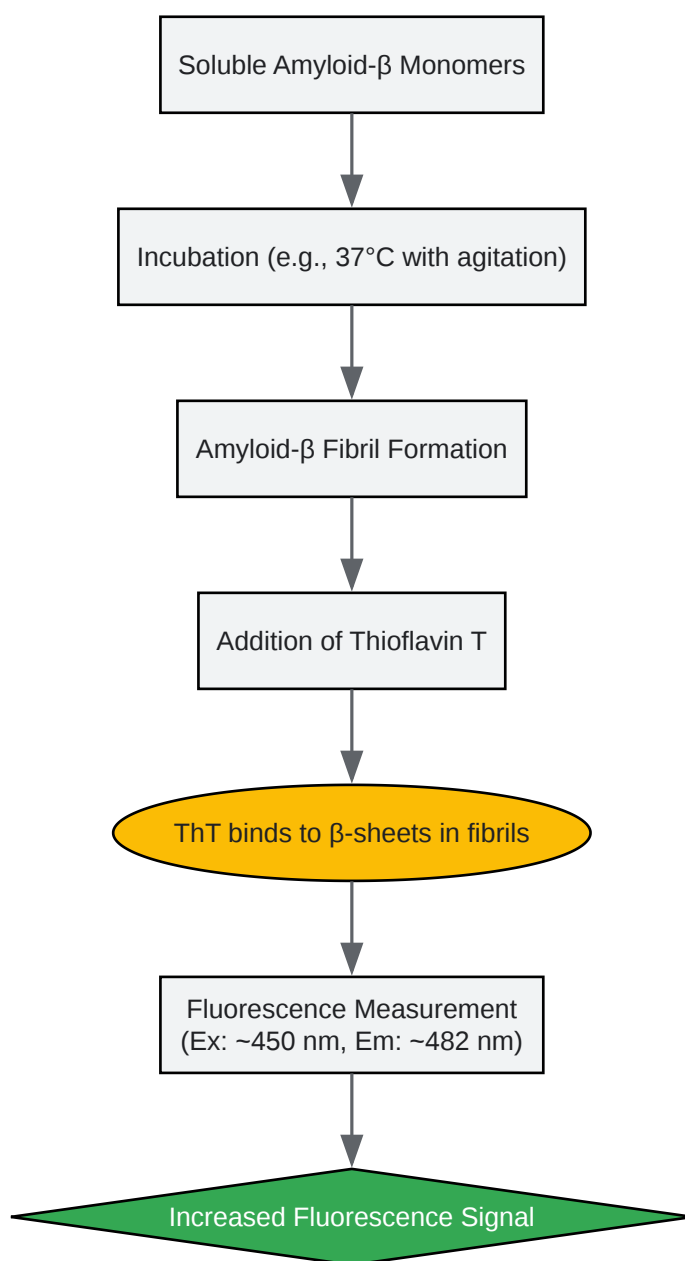 Soluble Amyloid-β Monomers
Incubation (e.g., 37°C with agitation)
Amyloid-β Fibril Formation
Addition of Thioflavin T
ThT binds to β-sheets in fibrils
Fluorescence Measurement
(Ex: ~450 nm, Em: ~482 nm)
Increased Fluorescence Signal